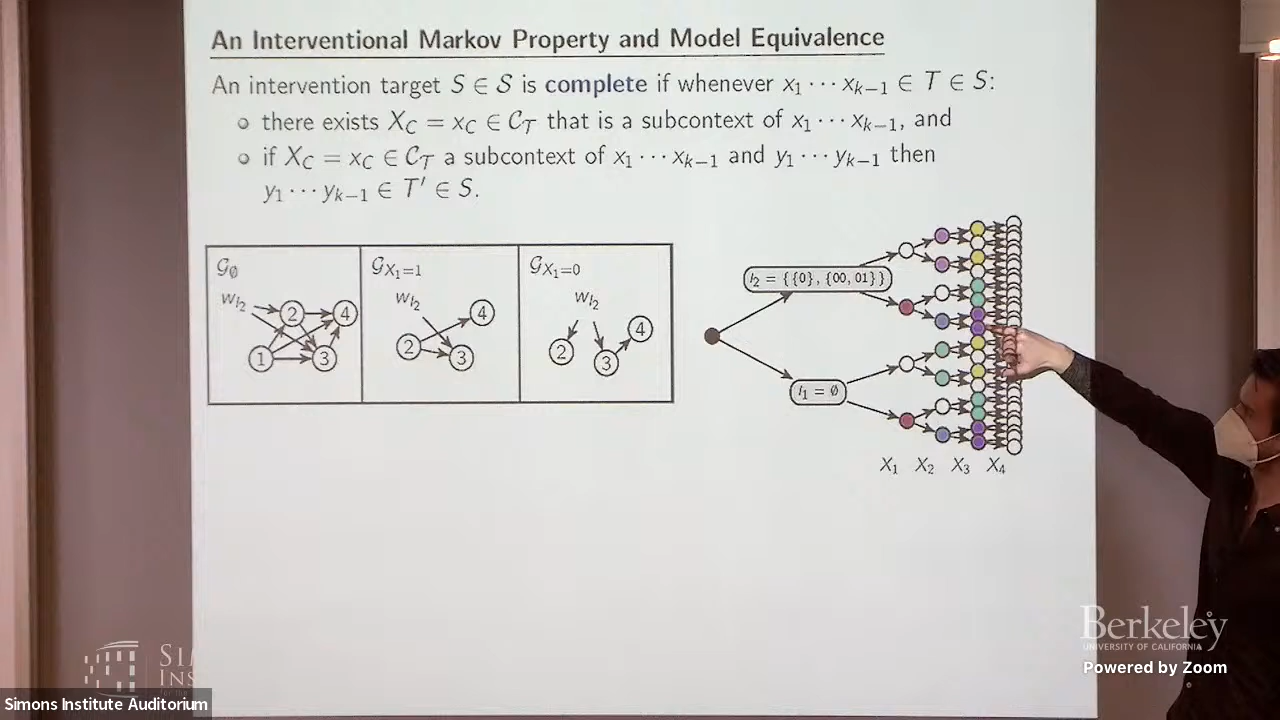 An Interventional Markov Property and Model Equivalence
An intervention target S ∈ 𝒮 is complete if whenever x₁ ⋯ xₖ₋₁ ∈ T ∈ S:
there exists X_C = x_C ∈ 𝒞_𝒯 that is a subcontext of x₁ ⋯ xₖ₋₁, and
if X_C = x_C ∈ 𝒞_𝒯 a subcontext of x₁ ⋯ xₖ₋₁ and y₁ ⋯ yₖ₋₁ then
y₁ ⋯ yₖ₋₁ ∈ T′ ∈ S.
𝒢_∅
W_{I₂}
2
4
1
3
𝒢_{X₁=1}
W_{I₂}
4
2
3
𝒢_{X₁=0}
W_{I₂}
2
4
3
I₂ = {{0}, {00, 01}}
I₁ = ∅
X₁ X₂ X₃ X₄
Berkeley
UNIVERSITY OF CALIFORNIA
Powered by Zoom
SI
INS
Simons Institute Auditorium